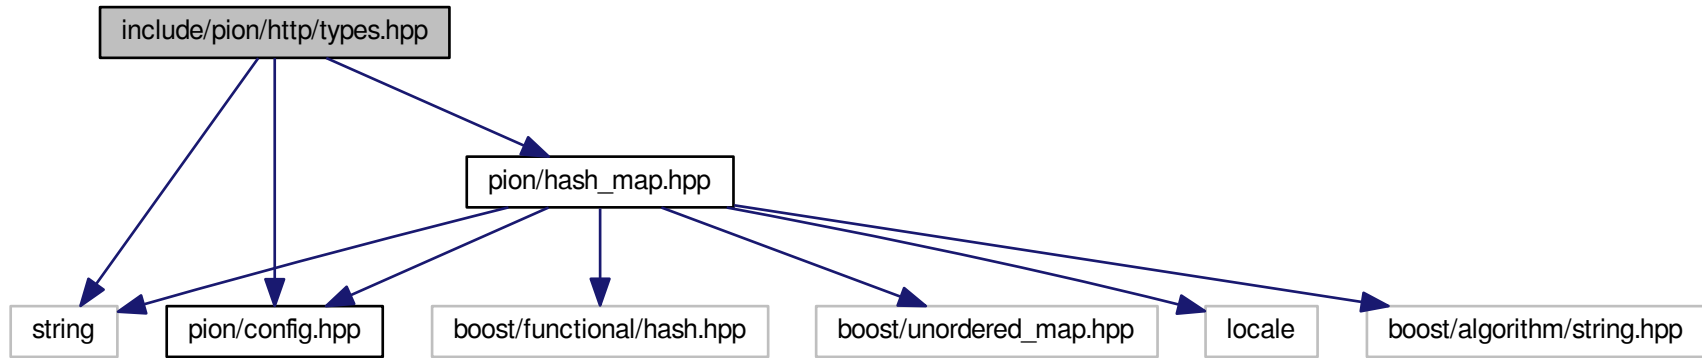 include/pion/http/types.hpp
pion/hash_map.hpp
string
pion/config.hpp
boost/functional/hash.hpp
boost/unordered_map.hpp
locale
boost/algorithm/string.hpp